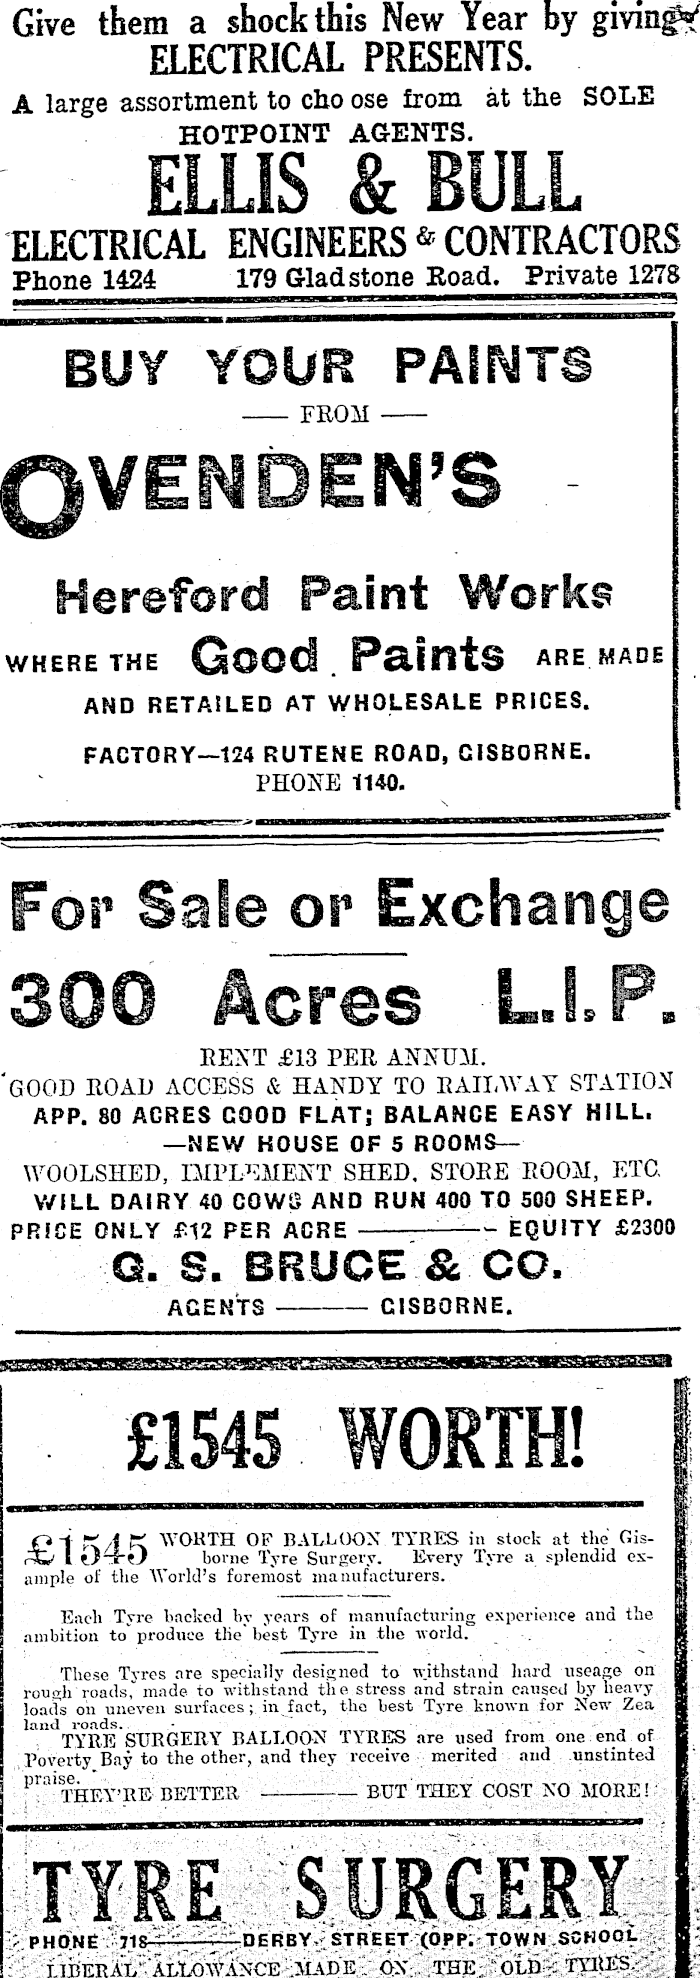 Give them a shock this New Year by giving
ELECTRICAL PRESENTS.
A large assortment to choose from at the SOLE
HOTPOINT AGENTS.
ELLIS & BULL
ELECTRICAL ENGINEERS & CONTRACTORS
Phone 1424 179 Gladstone Road. Private 1278
BUY YOUR PAINTS
— FROM —
OVENDEN'S
Hereford Paint Works
WHERE THE Good Paints ARE MADE
AND RETAILED AT WHOLESALE PRICES.
FACTORY—124 RUTENE ROAD, GISBORNE.
PHONE 1140.
For Sale or Exchange
300 Acres L.I.P.
RENT £13 PER ANNUM.
GOOD ROAD ACCESS & HANDY TO RAILWAY STATION
APP. 80 ACRES GOOD FLAT; BALANCE EASY HILL.
—NEW HOUSE OF 5 ROOMS—
WOOLSHED, IMPLEMENT SHED, STORE ROOM, ETC.
WILL DAIRY 40 COWS AND RUN 400 TO 500 SHEEP.
PRICE ONLY £12 PER ACRE ———— EQUITY £2300
G. S. BRUCE & CO.
AGENTS ———— GISBORNE.
£1545 WORTH!
£1545 WORTH OF BALLOON TYRES in stock at the Gis-
borne Tyre Surgery. Every Tyre a splendid ex-
ample of the World's foremost manufacturers.
Each Tyre backed by years of manufacturing experience and the
ambition to produce the best Tyre in the world.
These Tyres are specially designed to withstand hard useage on
rough roads, made to withstand the stress and strain caused by heavy
loads on uneven surfaces; in fact, the best Tyre known for New Zea
land roads.
TYRE SURGERY BALLOON TYRES are used from one end of
Poverty Bay to the other, and they receive merited and unstinted
praise.
THEY'RE BETTER ———— BUT THEY COST NO MORE!
TYRE SURGERY
PHONE 718————DERBY STREET (OPP. TOWN SCHOOL
LIBERAL ALLOWANCE MADE ON THE OLD TYRES.